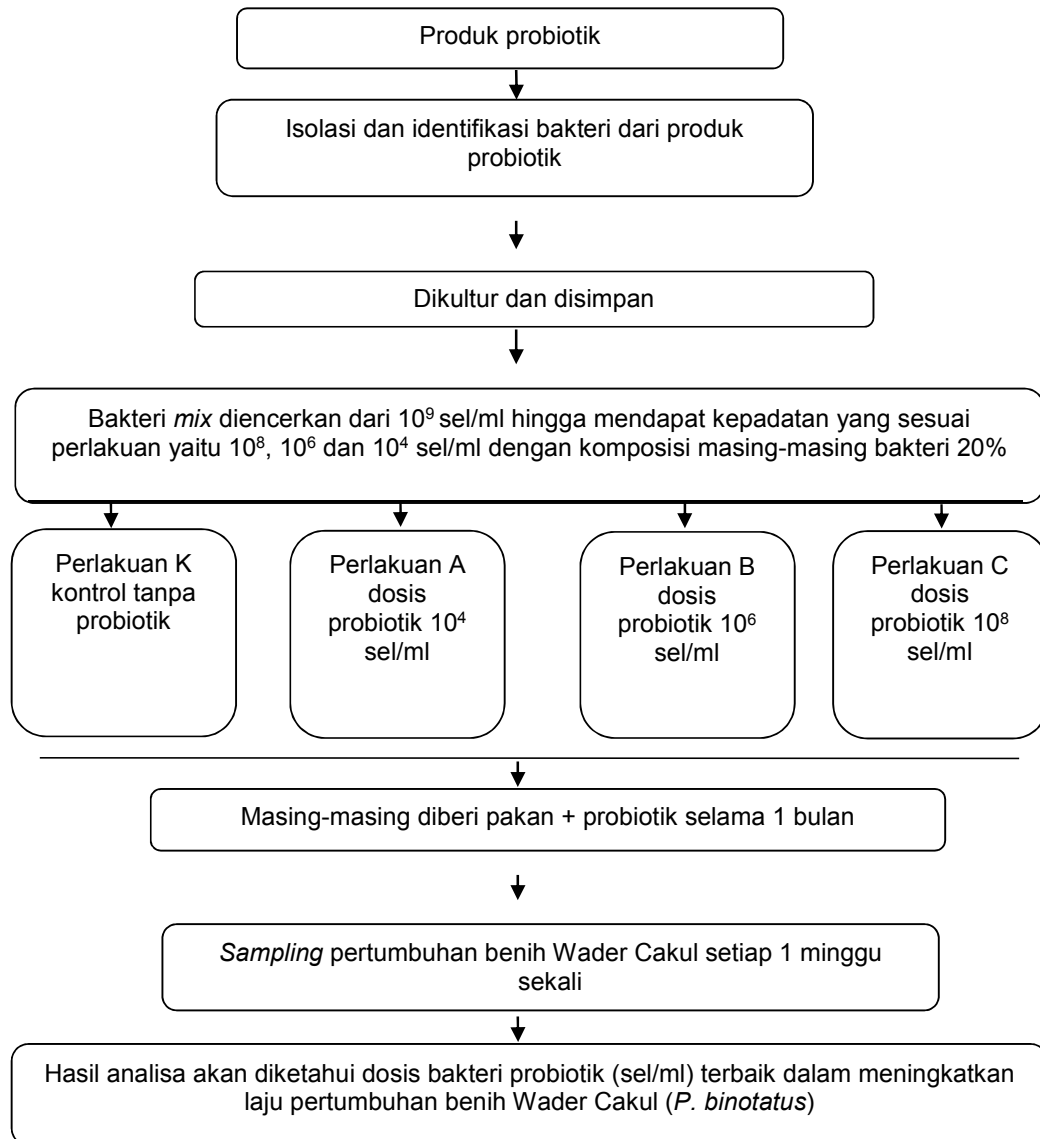 Produk probiotik
Isolasi dan identifikasi bakteri dari produk
probiotik
Dikultur dan disimpan
Bakteri mix diencerkan dari 10⁹ sel/ml hingga mendapat kepadatan yang sesuai
perlakuan yaitu 10⁸, 10⁶ dan 10⁴ sel/ml dengan komposisi masing-masing bakteri 20%
Perlakuan K
kontrol tanpa
probiotik
Perlakuan A
dosis
probiotik 10⁴
sel/ml
Perlakuan B
dosis
probiotik 10⁶
sel/ml
Perlakuan C
dosis
probiotik 10⁸
sel/ml
Masing-masing diberi pakan + probiotik selama 1 bulan
Sampling pertumbuhan benih Wader Cakul setiap 1 minggu
sekali
Hasil analisa akan diketahui dosis bakteri probiotik (sel/ml) terbaik dalam meningkatkan
laju pertumbuhan benih Wader Cakul (P. binotatus)